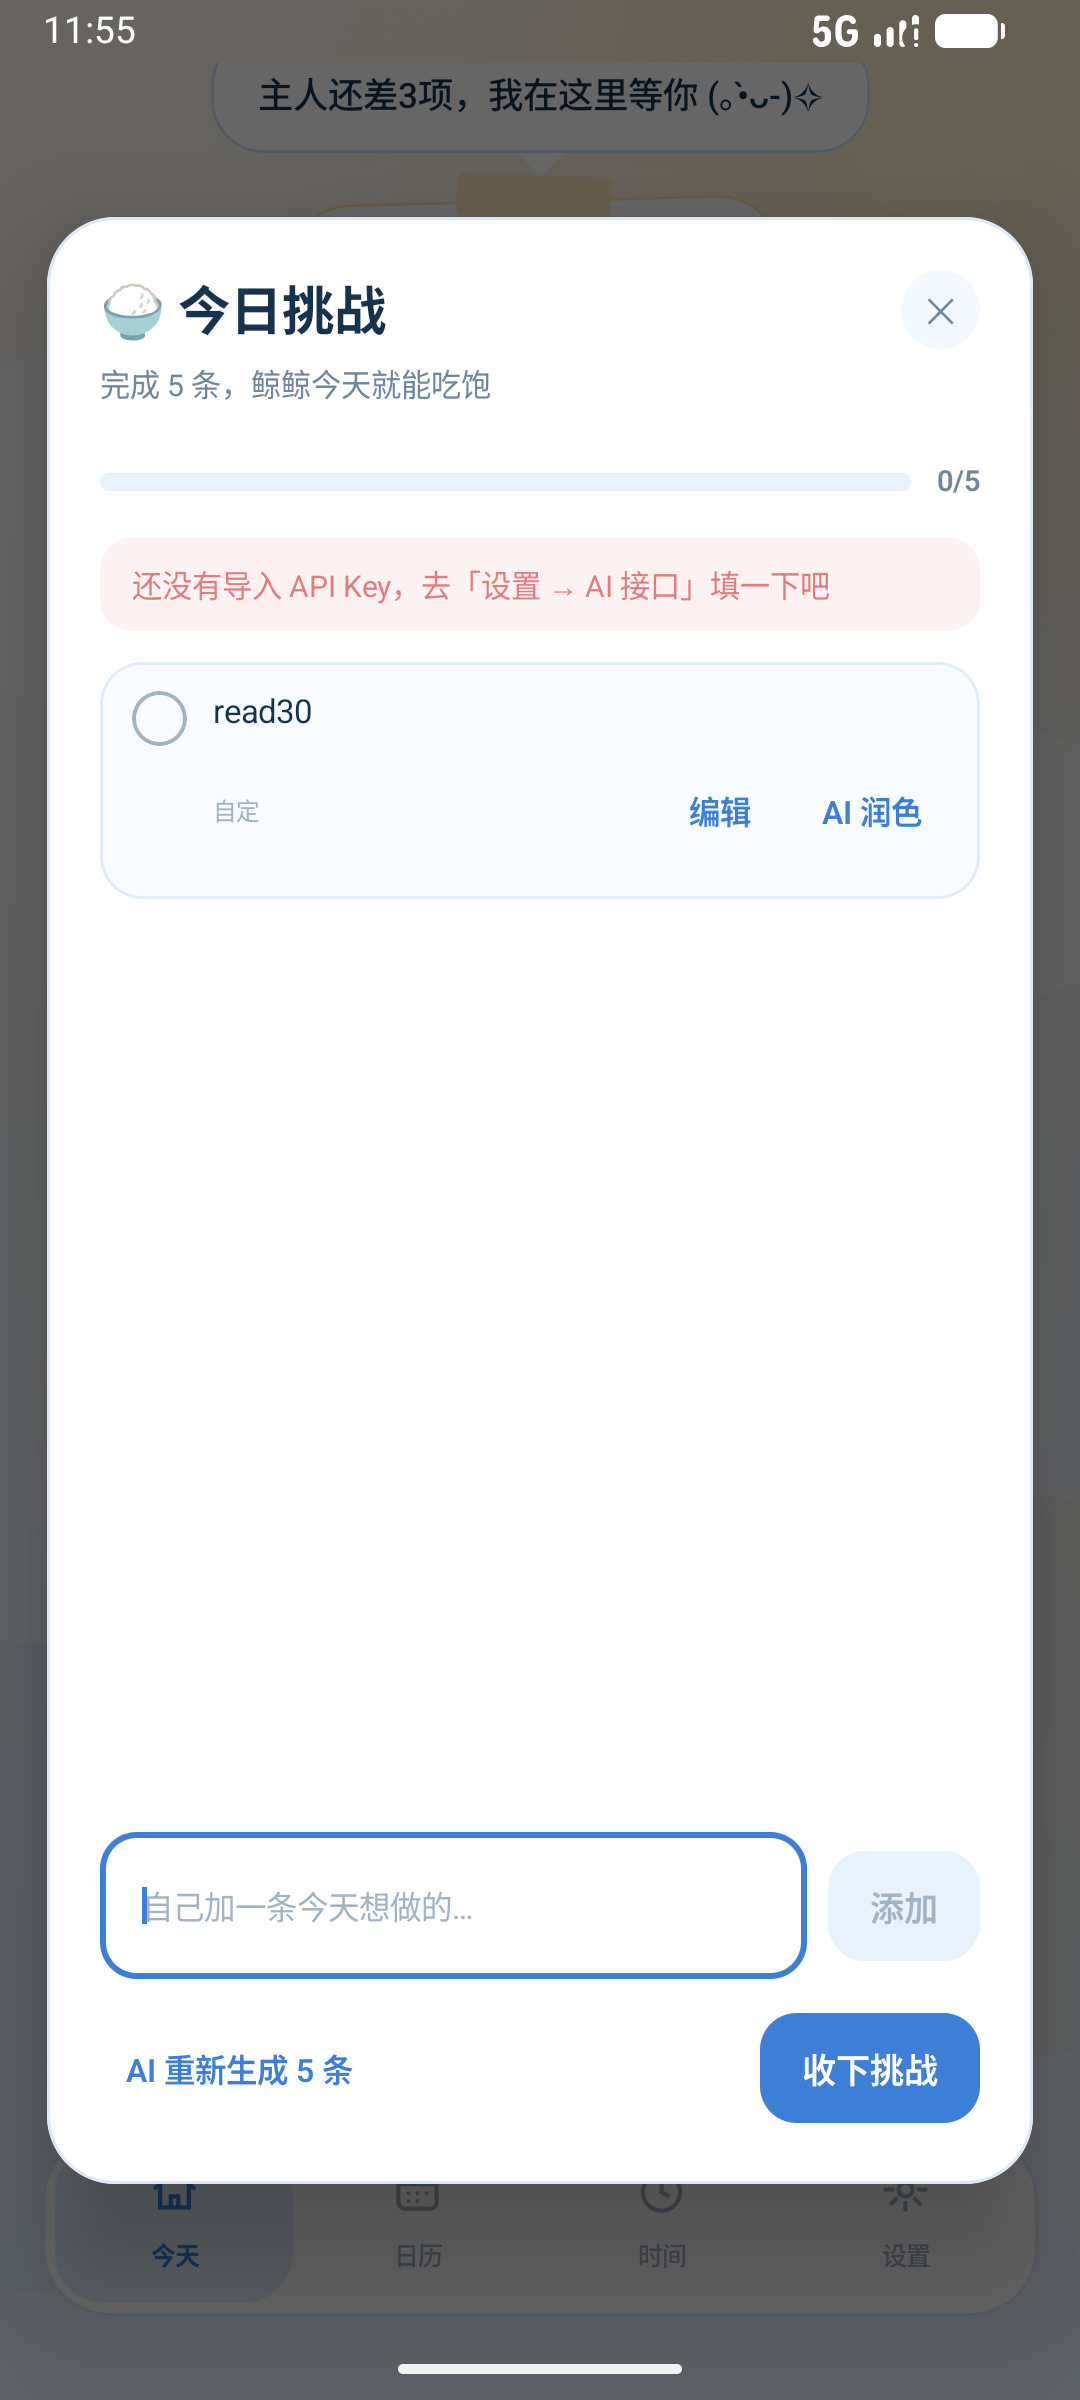 11:55
5G
主人还差3项，我在这里等你 (｡•̀ᴗ-)✧
🍚 今日挑战
完成 5 条，鲸鲸今天就能吃饱
0/5
还没有导入 API Key，去「设置 → AI 接口」填一下吧
read30
自定 编辑 AI 润色
自己加一条今天想做的... 添加
AI 重新生成 5 条 收下挑战
今天 日历 时间 设置